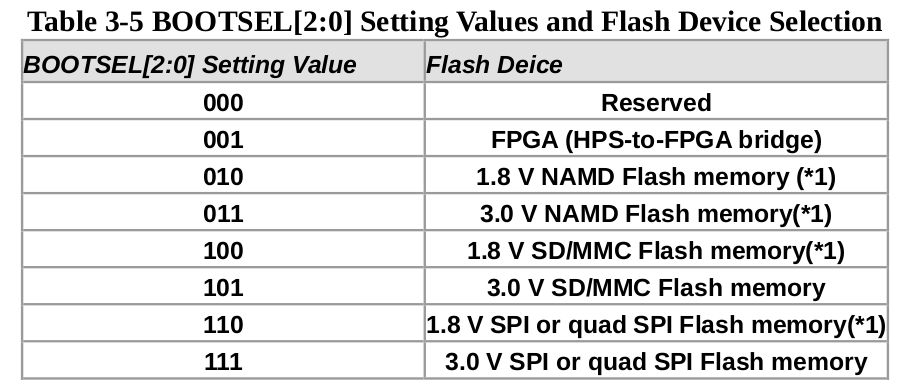 Table 3-5 BOOTSEL[2:0] Setting Values and Flash Device Selection
BOOTSEL[2:0] Setting Value Flash Deice
000 Reserved
001 FPGA (HPS-to-FPGA bridge)
010 1.8 V NAMD Flash memory (*1)
011 3.0 V NAMD Flash memory(*1)
100 1.8 V SD/MMC Flash memory(*1)
101 3.0 V SD/MMC Flash memory
110 1.8 V SPI or quad SPI Flash memory(*1)
111 3.0 V SPI or quad SPI Flash memory